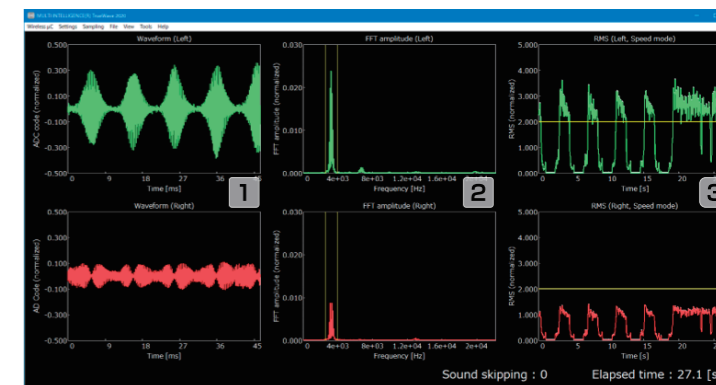 MULTI INTELLIGENCE(R) TrueWave 2020
Wireless μC Settings Sampling File View Tools Help
Waveform (Left)
FFT amplitude (Left)
RMS (Left, Speed mode)
ADC code (normalized)
0.500
0.300
0.100
-0.100
-0.300
-0.500
0 9 18 27 36
Time [ms]
1
FFT amplitude (normalized)
0.030
0.020
0.010
0.000
0 4e+03 8e+03 1.2e+04 1.6e+04 2e+04
Frequency [Hz]
2
RMS (normalized)
5.000
4.000
3.000
2.000
1.000
0.000
0 5 10 15 20
Time [s]
3
Waveform (Right)
FFT amplitude (Right)
RMS (Right, Speed mode)
AD Code (normalized)
0.500
0.300
0.100
-0.100
-0.300
-0.500
0 9 18 27 36 45
Time [ms]
FFT amplitude (normalized)
0.030
0.020
0.010
0.000
0 4e+03 8e+03 1.2e+04 1.6e+04 2e+04
Frequency [Hz]
RMS (normalized)
5.000
4.000
3.000
2.000
1.000
0.000
0 5 10 15 20 25
Time [s]
Sound skipping : 0 Elapsed time : 27.1 [s